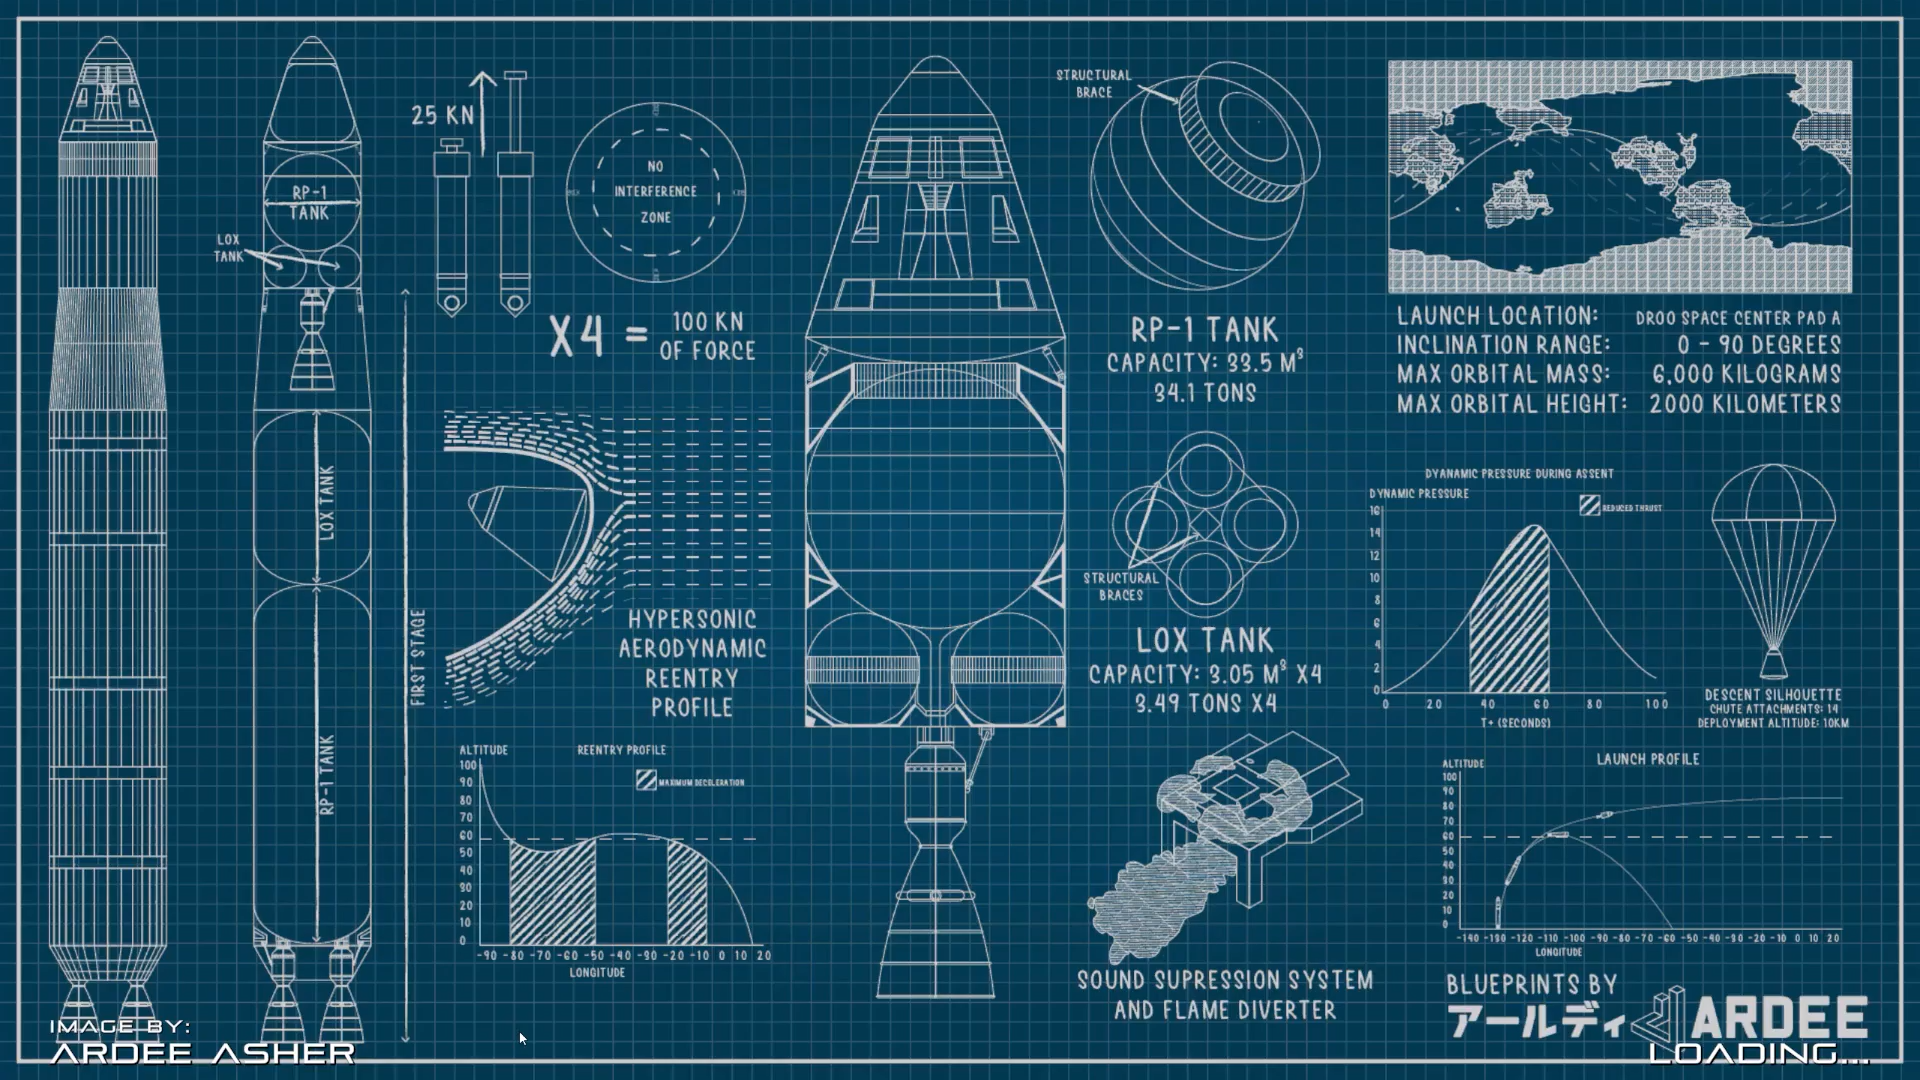 25 KN
NO
INTERFERENCE
ZONE
X4 =
100 KN
OF FORCE
RP-1
TANK
LOX
TANK
LOX TANK
RP-1 TANK
FIRST STAGE
HYPERSONIC
AERODYNAMIC
REENTRY
PROFILE
ALTITUDE
REENTRY PROFILE
MAXIMUM DECELERATION
100
90
80
70
60
50
40
30
20
10
0
-90 -80 -70 -60 -50 -40 -30 -20 -10 0 10 20
LONGITUDE
STRUCTURAL
BRACE
RP-1 TANK
CAPACITY: 33.5 M³
34.1 TONS
STRUCTURAL
BRACES
LOX TANK
CAPACITY: 3.05 M³ X4
3.49 TONS X4
SOUND SUPRESSION SYSTEM
AND FLAME DIVERTER
LAUNCH LOCATION: DROO SPACE CENTER PAD A
INCLINATION RANGE: 0 - 90 DEGREES
MAX ORBITAL MASS: 6,000 KILOGRAMS
MAX ORBITAL HEIGHT: 2000 KILOMETERS
DYANAMIC PRESSURE DURING ASSENT
DYNAMIC PRESSURE
REDUCED THRUST
16
14
12
10
8
6
4
2
0
0 20 40 60 80 100
T+ (SECONDS)
DESCENT SILHOUETTE
CHUTE ATTACHMENTS: 14
DEPLOYMENT ALTITUDE: 10KM
LAUNCH PROFILE
ALTITUDE
100
90
80
70
60
50
40
30
20
10
0
-140 -130 -120 -110 -100 -90 -80 -70 -60 -50 -40 -30 -20 -10 0 10 20
LONGITUDE
BLUEPRINTS BY
アールディ ARDEE
IMAGE BY:
ARDEE ASHER
LOADING...